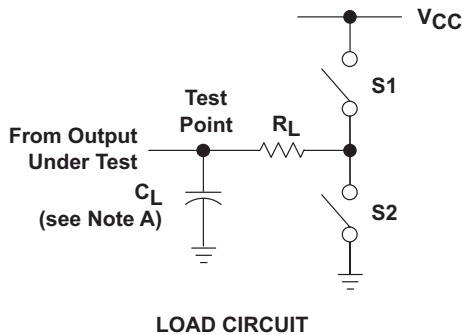 VCC
S1
Test
Point
RL
From Output
Under Test
CL
(see Note A)
S2
LOAD CIRCUIT